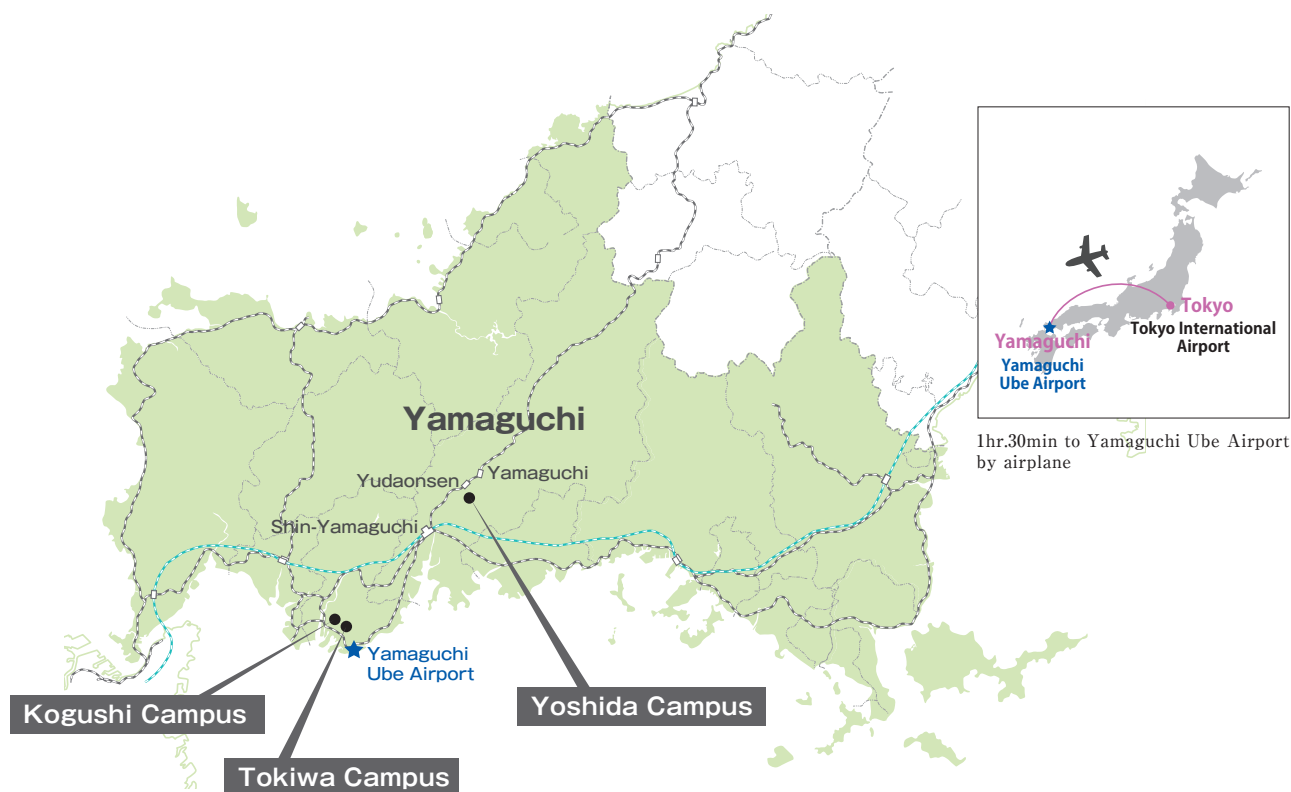 Yamaguchi
Yudaonsen
Yamaguchi
Shin-Yamaguchi
Yamaguchi
Ube Airport
Kogushi Campus
Yoshida Campus
Tokiwa Campus
Tokyo
Tokyo International
Airport
Yamaguchi
Yamaguchi
Ube Airport
1hr.30min to Yamaguchi Ube Airport
by airplane